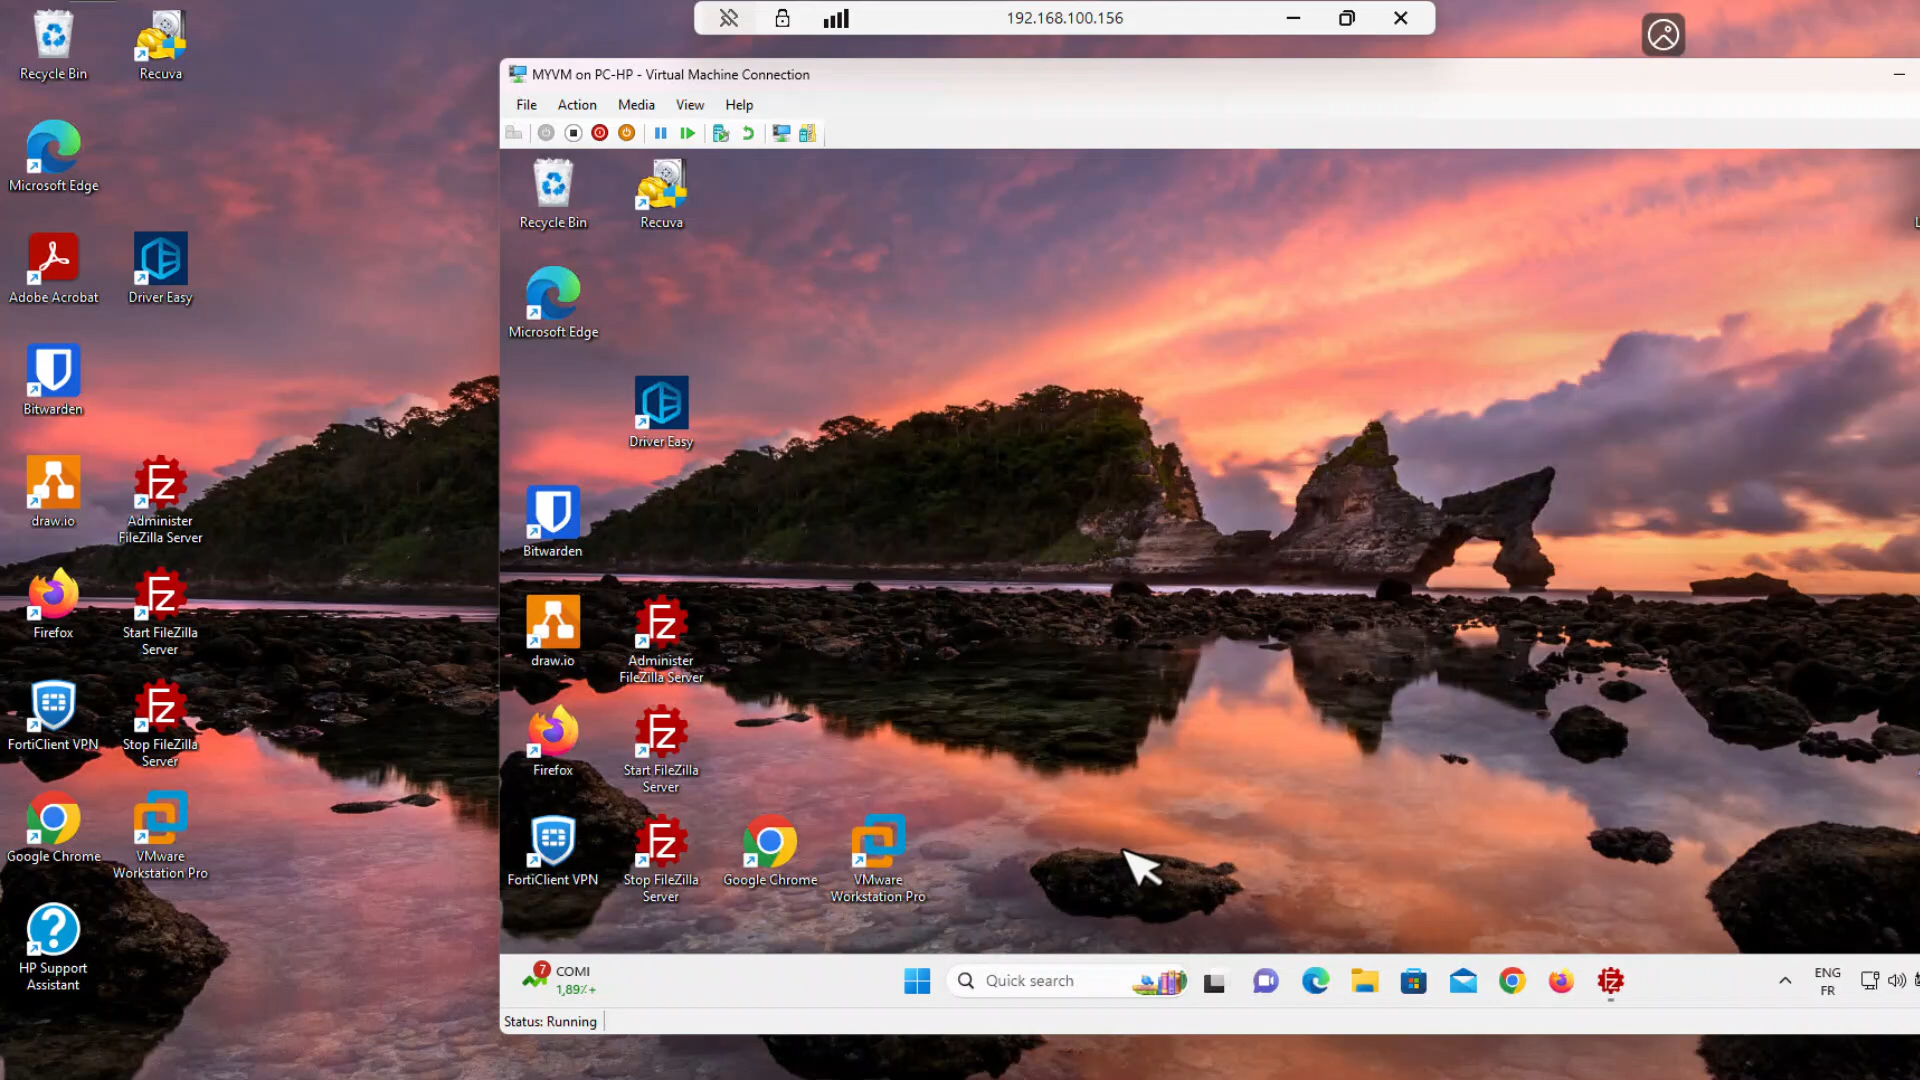 192.168.100.156
Recycle Bin
Recuva
Microsoft Edge
Adobe Acrobat
Driver Easy
Bitwarden
draw.io
Administer
FileZilla Server
Firefox
Start FileZilla
Server
FortiClient VPN
Stop FileZilla
Server
Google Chrome
VMware
Workstation Pro
HP Support
Assistant
MYVM on PC-HP - Virtual Machine Connection
File Action Media View Help
Recycle Bin
Recuva
Microsoft Edge
Driver Easy
Bitwarden
draw.io
Administer
FileZilla Server
Firefox
Start FileZilla
Server
FortiClient VPN
Stop FileZilla
Server
Google Chrome
VMware
Workstation Pro
7
COMI
1,89٪+
Quick search
ENG
FR
Status: Running